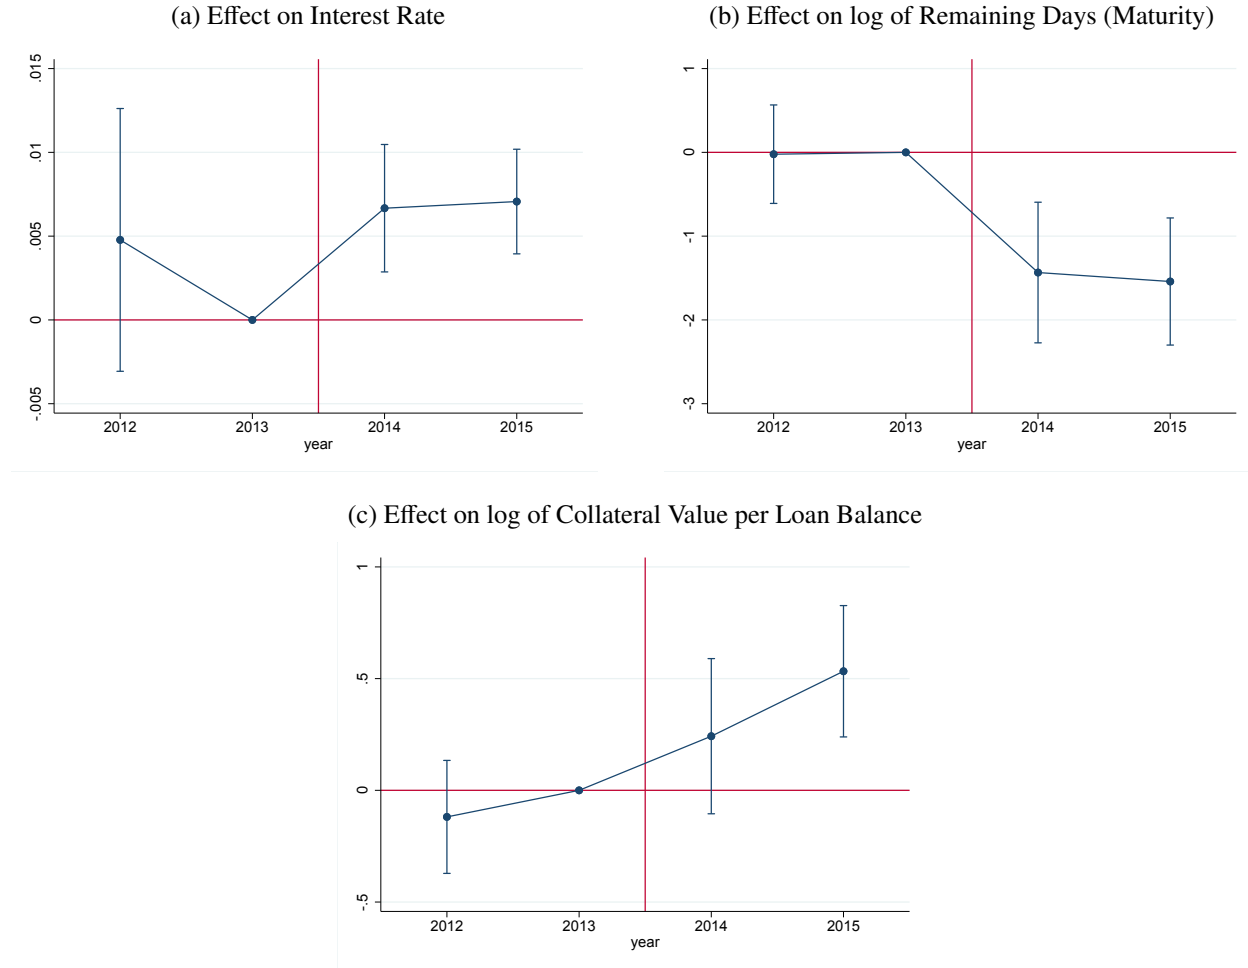 (a) Effect on Interest Rate
.015
.01
.005
0
-.005
2012 2013 2014 2015
year
(b) Effect on log of Remaining Days (Maturity)
1
0
-1
-2
-3
2012 2013 2014 2015
year
(c) Effect on log of Collateral Value per Loan Balance
1
.5
0
-.5
2012 2013 2014 2015
year